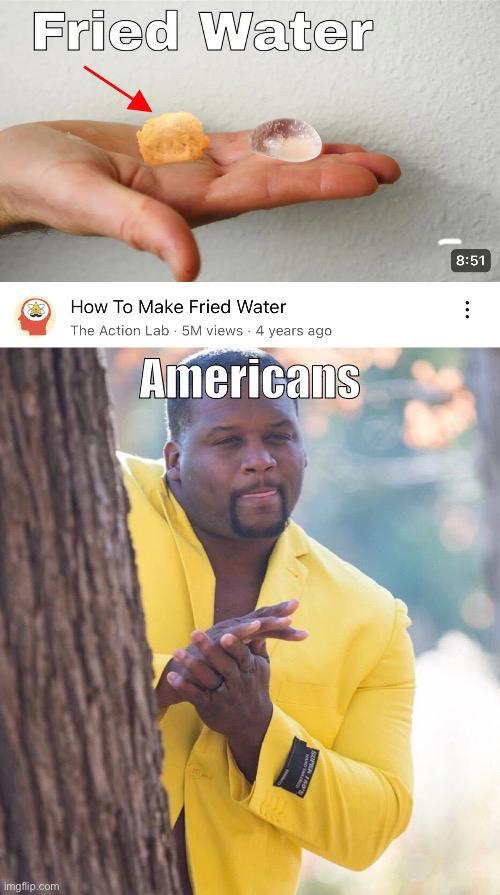 Fried Water
8:51
How To Make Fried Water
The Action Lab · 5M views · 4 years ago
Americans
imgflip.com